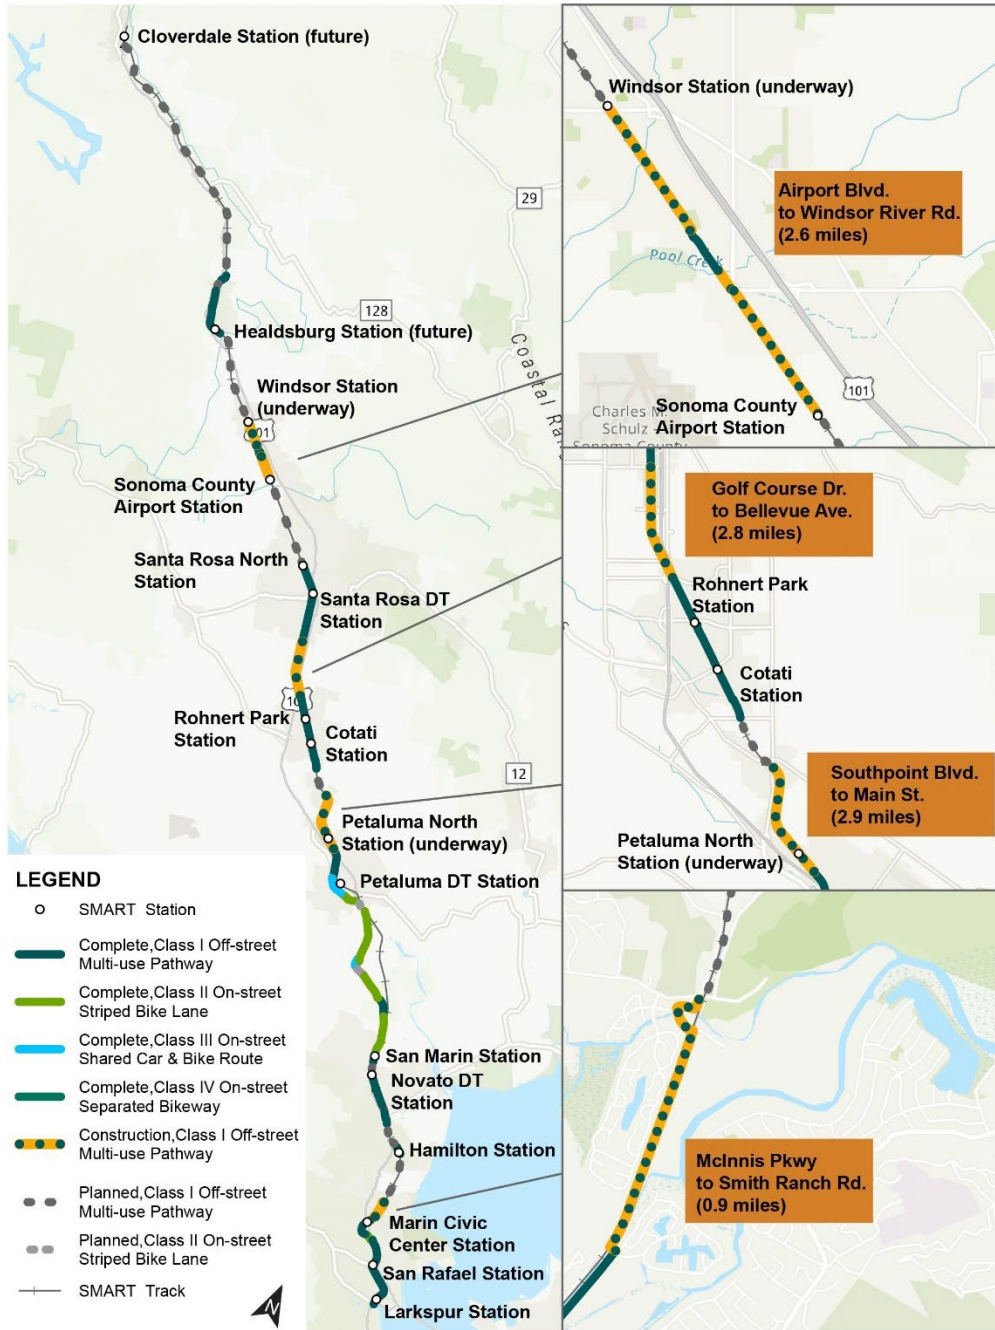 Cloverdale Station (future)
29
128
Healdsburg Station (future)
Coastal Ra
Windsor Station
(underway)
101
Sonoma County
Airport Station
Santa Rosa North
Station
Santa Rosa DT
Station
10
Rohnert Park
Station
Cotati
Station
12
Petaluma North
Station (underway)
Petaluma DT Station
San Marin Station
Novato DT
Station
Hamilton Station
Marin Civic
Center Station
San Rafael Station
Larkspur Station
N
LEGEND
SMART Station
Complete,Class I Off-street
Multi-use Pathway
Complete,Class II On-street
Striped Bike Lane
Complete,Class III On-street
Shared Car & Bike Route
Complete,Class IV On-street
Separated Bikeway
Construction,Class I Off-street
Multi-use Pathway
Planned,Class I Off-street
Multi-use Pathway
Planned,Class II On-street
Striped Bike Lane
SMART Track
Windsor Station (underway)
Airport Blvd.
to Windsor River Rd.
(2.6 miles)
Pool Creek
101
Charles M.
Schulz -
Sonoma County
Sonoma County
Airport Station
Golf Course Dr.
to Bellevue Ave.
(2.8 miles)
Rohnert Park
Station
Cotati
Station
Southpoint Blvd.
to Main St.
(2.9 miles)
Petaluma North
Station (underway)
McInnis Pkwy
to Smith Ranch Rd.
(0.9 miles)